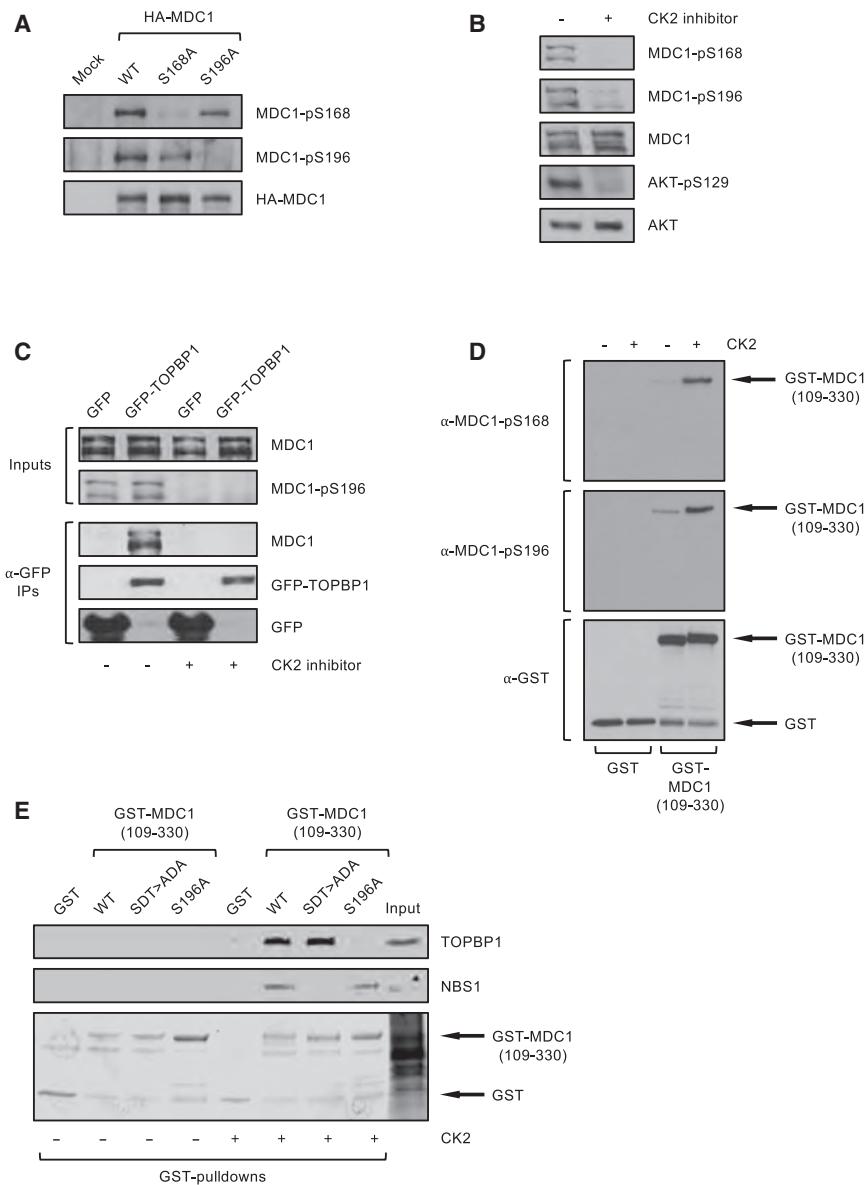 A
HA-MDC1
Mock
WT
S168A
S196A
MDC1-pS168
MDC1-pS196
HA-MDC1
B
- + CK2 inhibitor
MDC1-pS168
MDC1-pS196
MDC1
AKT-pS129
AKT
C
GFP
GFP-TOPBP1
GFP
GFP-TOPBP1
Inputs
MDC1
MDC1-pS196
α-GFP
IPs
MDC1
GFP-TOPBP1
GFP
- - + + CK2 inhibitor
D
- + - + CK2
α-MDC1-pS168
GST-MDC1
(109-330)
α-MDC1-pS196
GST-MDC1
(109-330)
α-GST
GST-MDC1
(109-330)
GST
GST
GST-
MDC1
(109-330)
E
GST-MDC1
(109-330)
GST-MDC1
(109-330)
GST
WT
SDT>ADA
S196A
GST
WT
SDT>ADA
S196A
Input
TOPBP1
NBS1
GST-MDC1
(109-330)
GST
- - - - + + + + CK2
GST-pulldowns